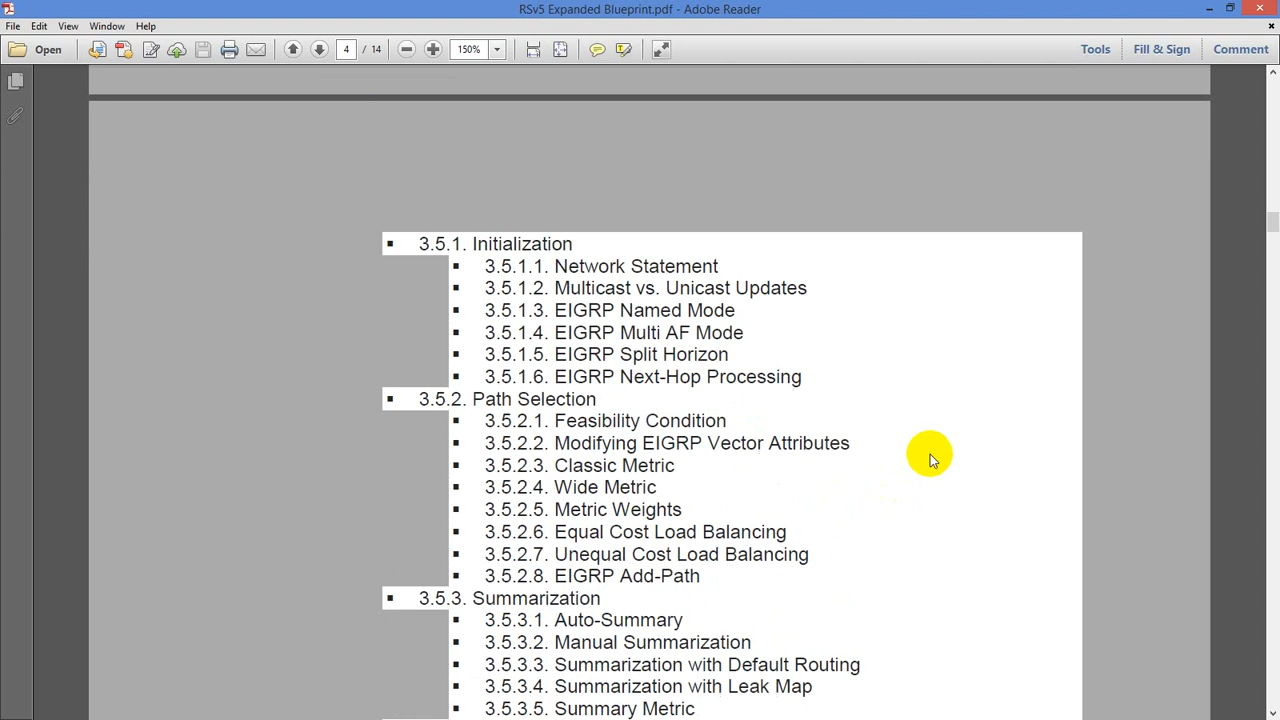 RSv5 Expanded Blueprint.pdf - Adobe Reader
File Edit View Window Help
Open 4 / 14 150% Tools Fill & Sign Comment
▪ 3.5.1. Initialization
▪ 3.5.1.1. Network Statement
▪ 3.5.1.2. Multicast vs. Unicast Updates
▪ 3.5.1.3. EIGRP Named Mode
▪ 3.5.1.4. EIGRP Multi AF Mode
▪ 3.5.1.5. EIGRP Split Horizon
▪ 3.5.1.6. EIGRP Next-Hop Processing
▪ 3.5.2. Path Selection
▪ 3.5.2.1. Feasibility Condition
▪ 3.5.2.2. Modifying EIGRP Vector Attributes
▪ 3.5.2.3. Classic Metric
▪ 3.5.2.4. Wide Metric
▪ 3.5.2.5. Metric Weights
▪ 3.5.2.6. Equal Cost Load Balancing
▪ 3.5.2.7. Unequal Cost Load Balancing
▪ 3.5.2.8. EIGRP Add-Path
▪ 3.5.3. Summarization
▪ 3.5.3.1. Auto-Summary
▪ 3.5.3.2. Manual Summarization
▪ 3.5.3.3. Summarization with Default Routing
▪ 3.5.3.4. Summarization with Leak Map
▪ 3.5.3.5. Summary Metric